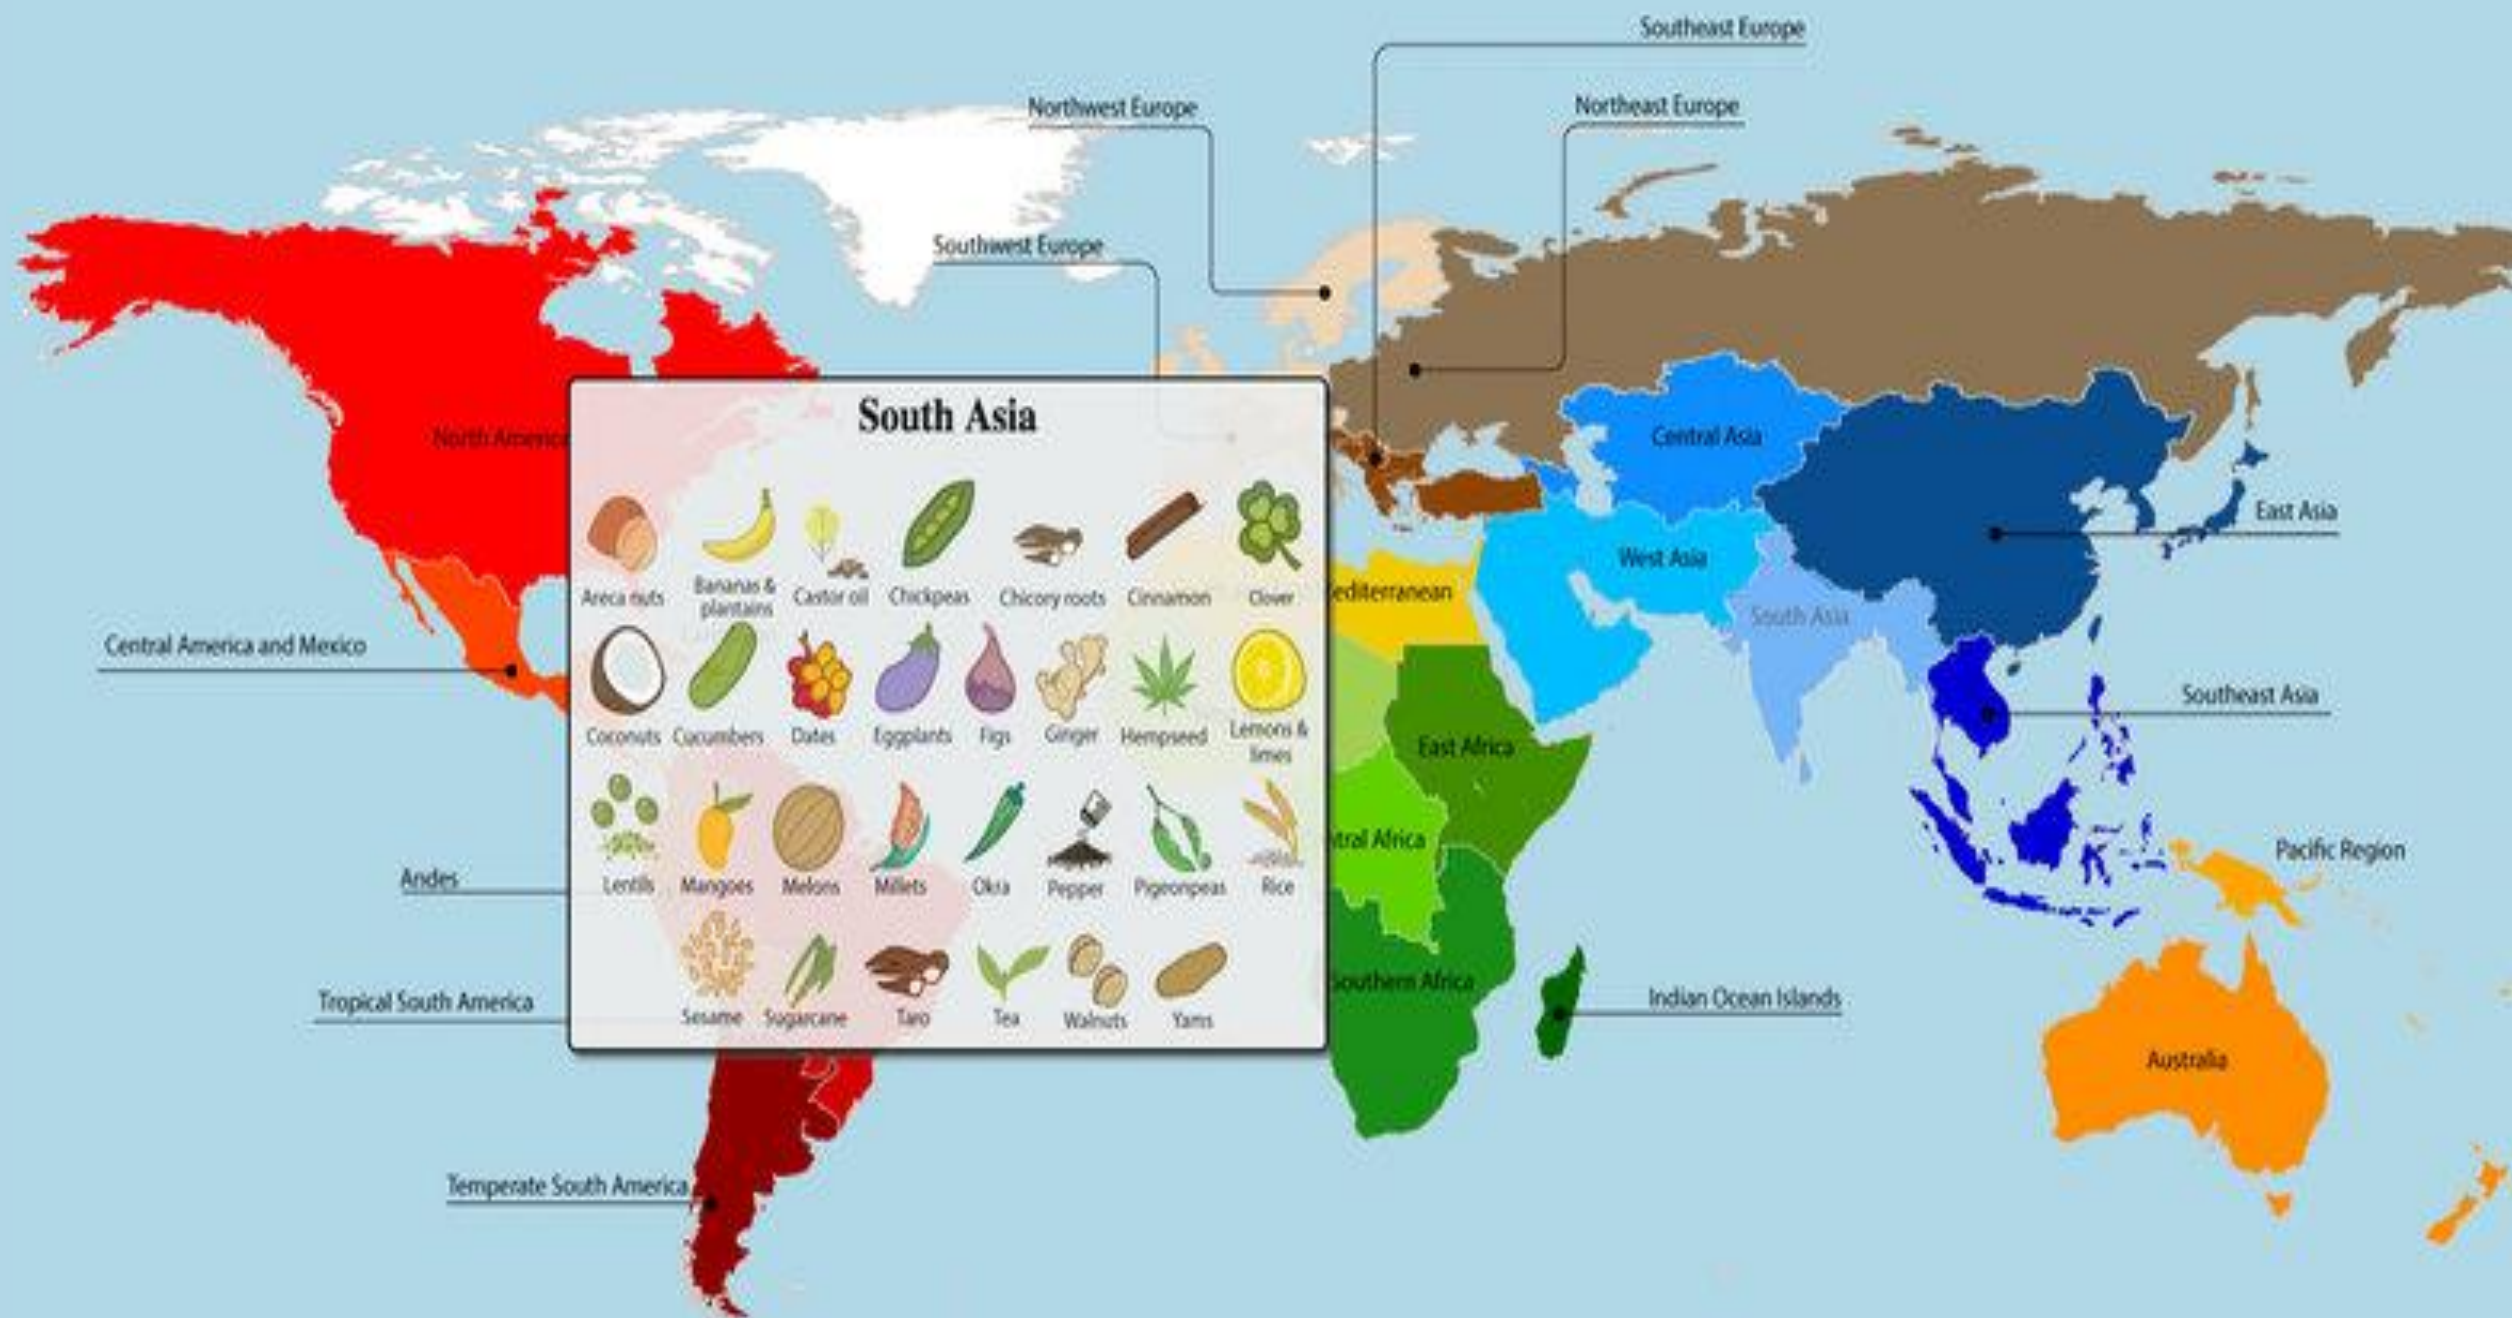 Southeast Europe
Northwest Europe
Northeast Europe
Southwest Europe
South Asia
North America
Central Asia
East Asia
West Asia
Areca nuts
Bananas &
plantains
Castor oil
Chickpeas
Chicory roots
Cinnamon
Clover
editerranean
South Asia
Central America and Mexico
Coconuts
Cucumbers
Dates
Eggplants
Figs
Ginger
Hempseed
Lemons &
limes
Southeast Asia
East Africa
tral Africa
Pacific Region
Andes
Lentils
Mangoes
Melons
Millets
Okra
Pepper
Pigeonpeas
Rice
Southern Africa
Indian Ocean Islands
Tropical South America
Sesame
Sugarcane
Taro
Tea
Walnuts
Yams
Australia
Temperate South America